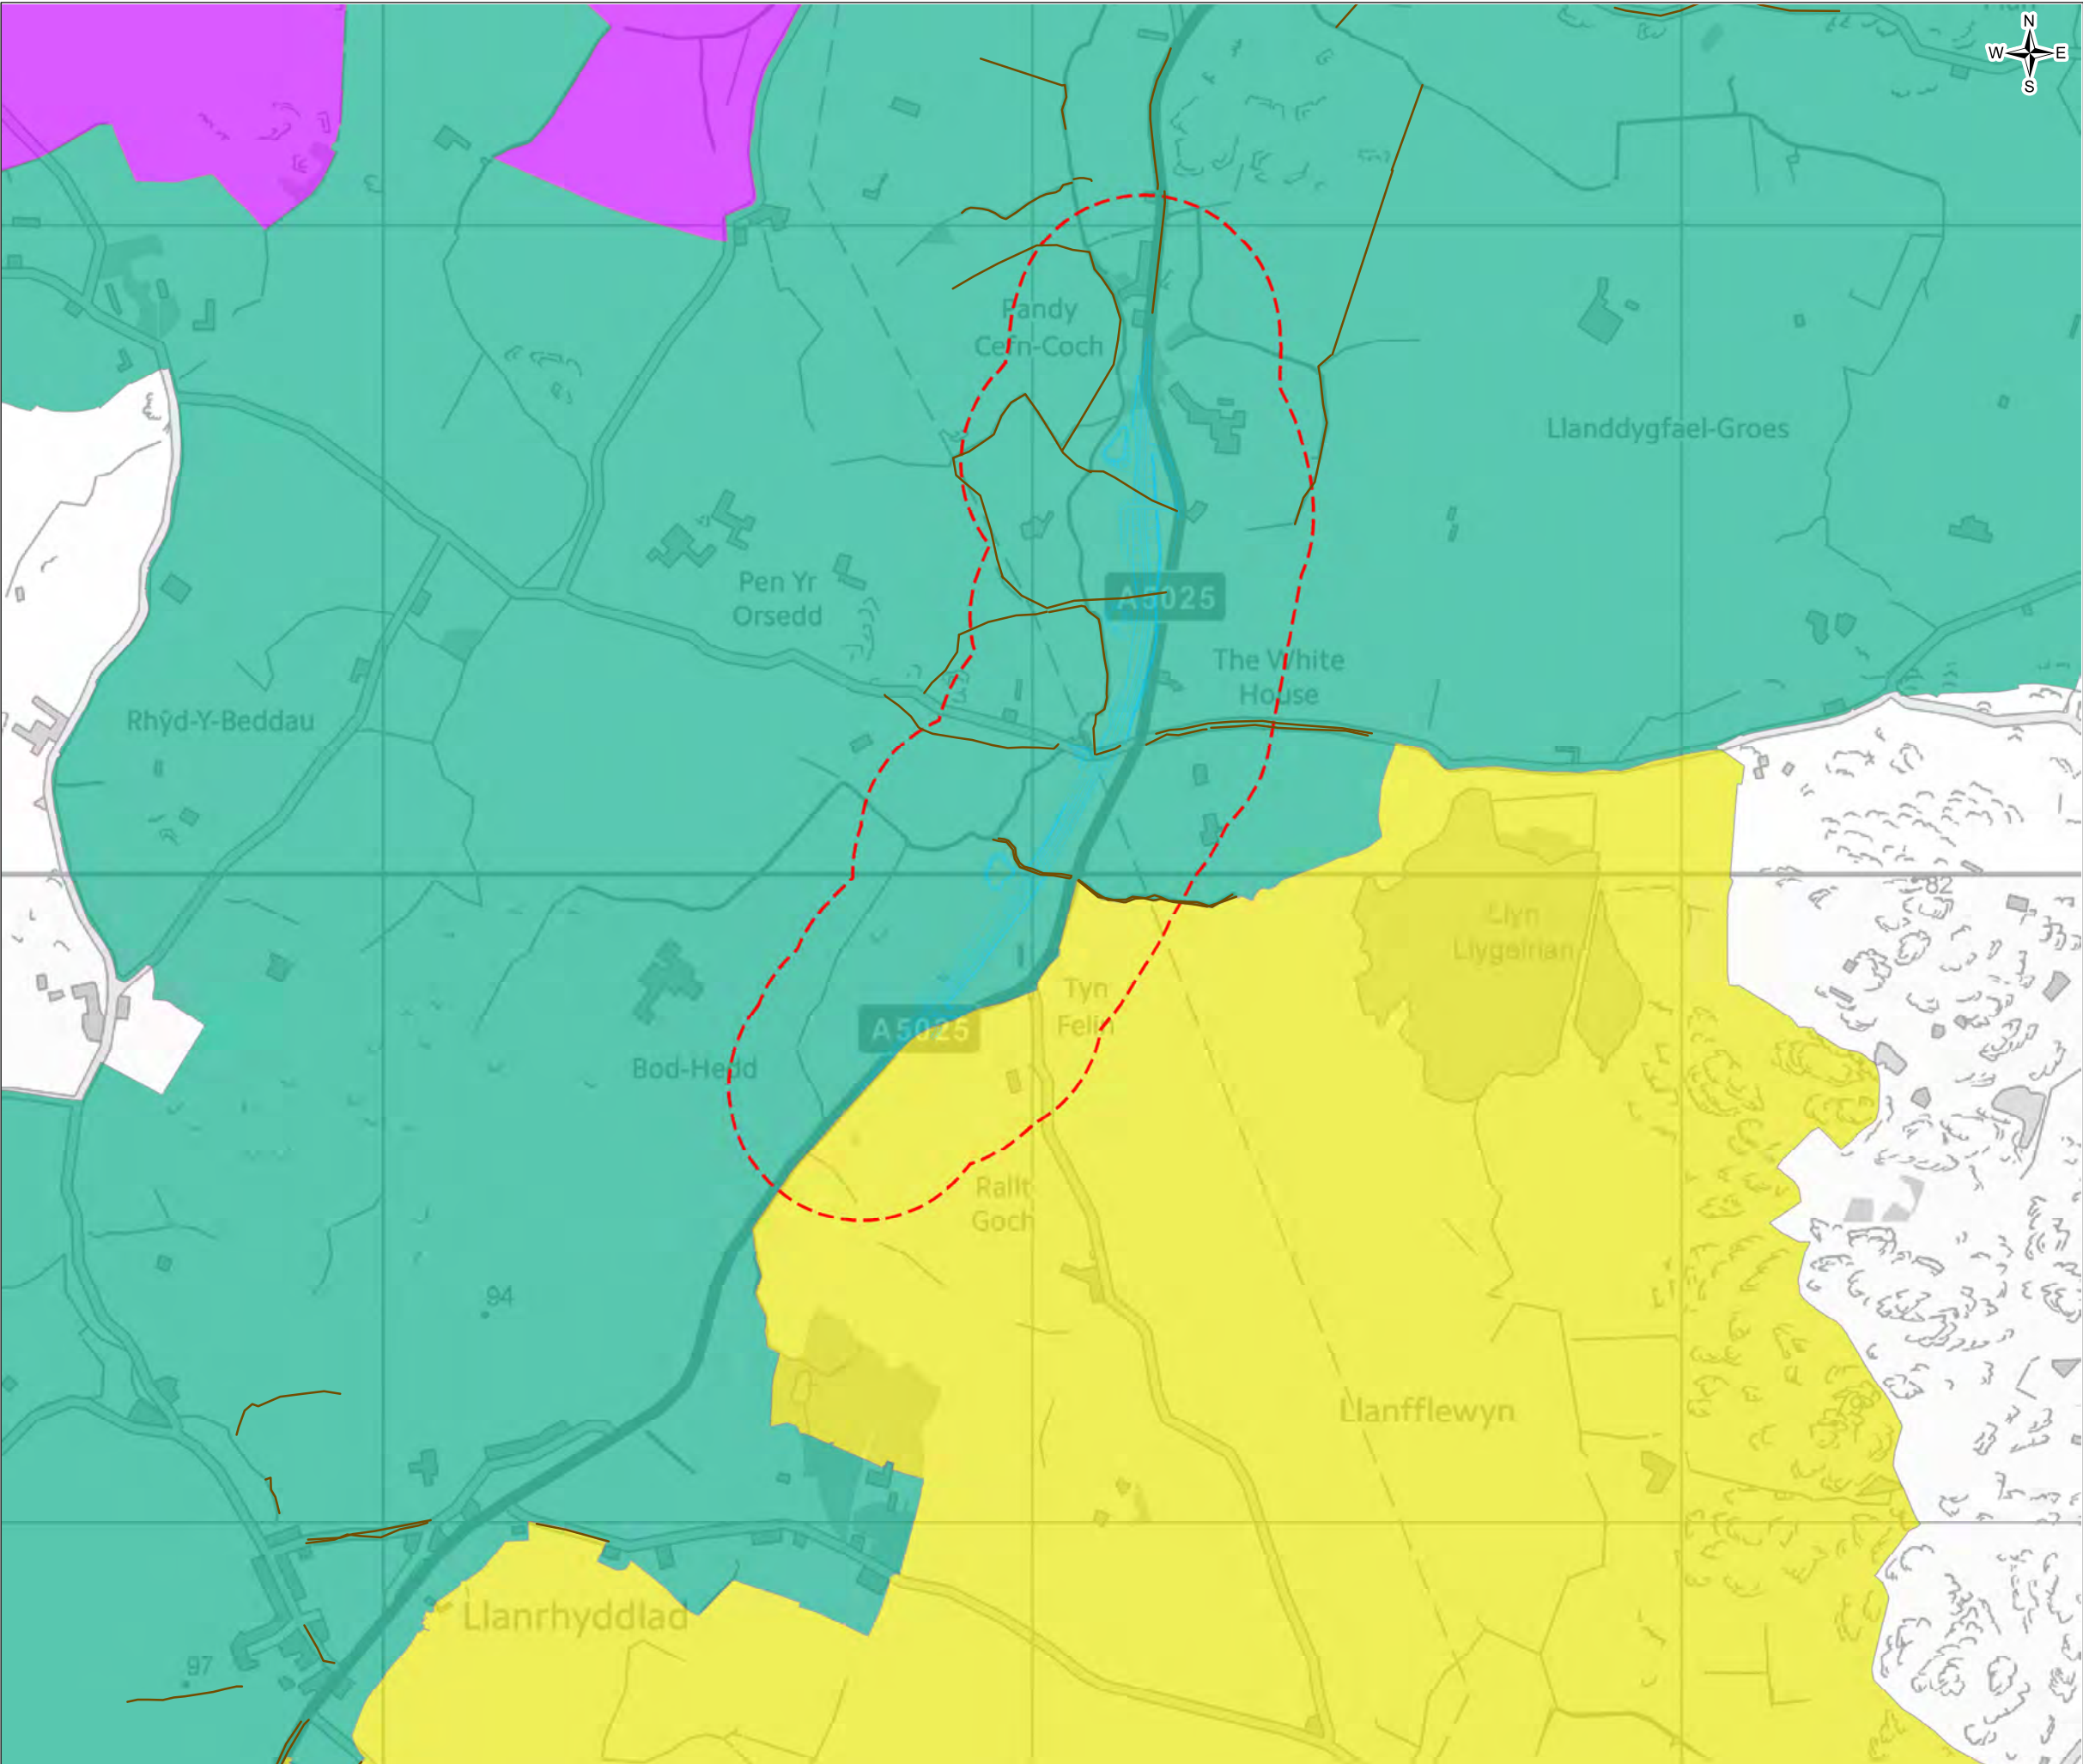 N
W E
S
Pandy
Cefn-Coch
Llanddygfael-Groes
Pen Yr
Orsedd
A5025
The White
House
Rhŷd-Y-Beddau
82
Llyn
Llygeirian
Tyn
Felin
A5025
Bod-Hedd
Rallt
Goch
94
Llanfflewyn
Llanrhyddlad
97